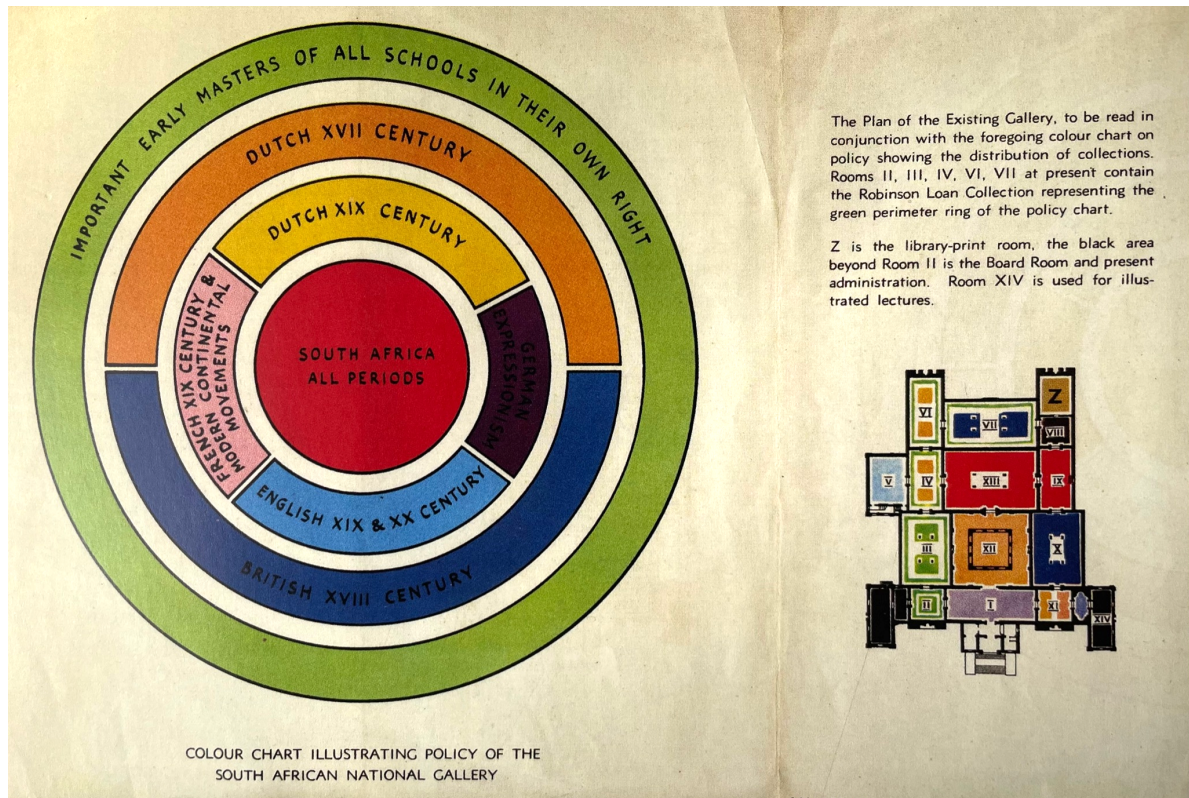 IMPORTANT EARLY MASTERS OF ALL SCHOOLS IN THEIR OWN RIGHT
DUTCH XVII CENTURY
DUTCH XIX CENTURY
FRENCH XIX CENTURY &
MODERN CONTINENTAL
MOVEMENTS
SOUTH AFRICA
ALL PERIODS
GERMAN
EXPRESSIONISM
ENGLISH XIX & XX CENTURY
BRITISH XVIII CENTURY
COLOUR CHART ILLUSTRATING POLICY OF THE
SOUTH AFRICAN NATIONAL GALLERY
The Plan of the Existing Gallery, to be read in
conjunction with the foregoing colour chart on
policy showing the distribution of collections.
Rooms II, III, IV, VI, VII at present contain
the Robinson Loan Collection representing the
green perimeter ring of the policy chart.
Z is the library-print room, the black area
beyond Room II is the Board Room and present
administration. Room XIV is used for illus-
trated lectures.
VI
VII
Z
VIII
V
IV
XIII
IX
III
XII
X
II
I
XI
XIV